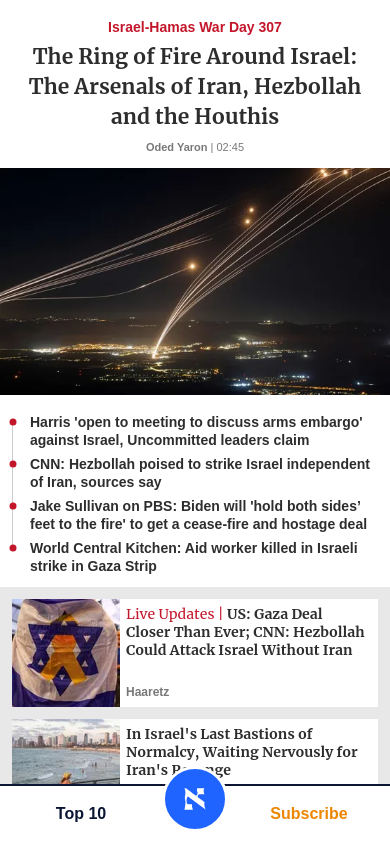 Israel-Hamas War Day 307
The Ring of Fire Around Israel:
The Arsenals of Iran, Hezbollah
and the Houthis
Oded Yaron | 02:45
Harris 'open to meeting to discuss arms embargo'
against Israel, Uncommitted leaders claim
CNN: Hezbollah poised to strike Israel independent
of Iran, sources say
Jake Sullivan on PBS: Biden will 'hold both sides’
feet to the fire' to get a cease-fire and hostage deal
World Central Kitchen: Aid worker killed in Israeli
strike in Gaza Strip
Live Updates | US: Gaza Deal
Closer Than Ever; CNN: Hezbollah
Could Attack Israel Without Iran
Haaretz
In Israel's Last Bastions of
Normalcy, Waiting Nervously for
Iran's
Top 10
Subscribe